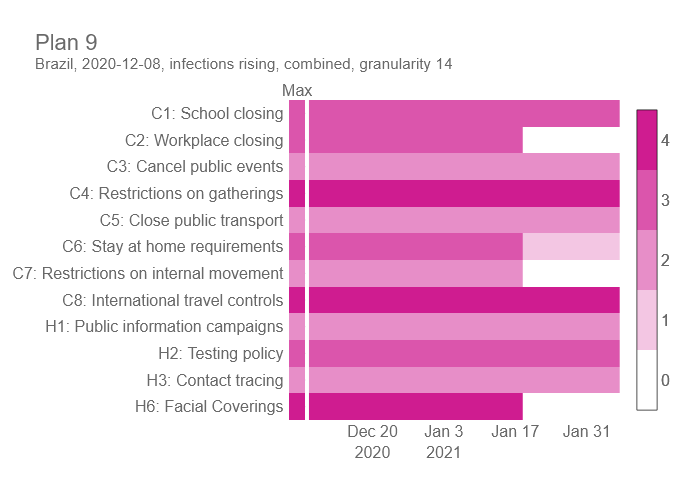 Plan 9
Brazil, 2020-12-08, infections rising, combined, granularity 14
Max
C1: School closing
C2: Workplace closing
C3: Cancel public events
C4: Restrictions on gatherings
C5: Close public transport
C6: Stay at home requirements
C7: Restrictions on internal movement
C8: International travel controls
H1: Public information campaigns
H2: Testing policy
H3: Contact tracing
H6: Facial Coverings
Dec 20 Jan 3 Jan 17 Jan 31
2020 2021
4
3
2
1
0